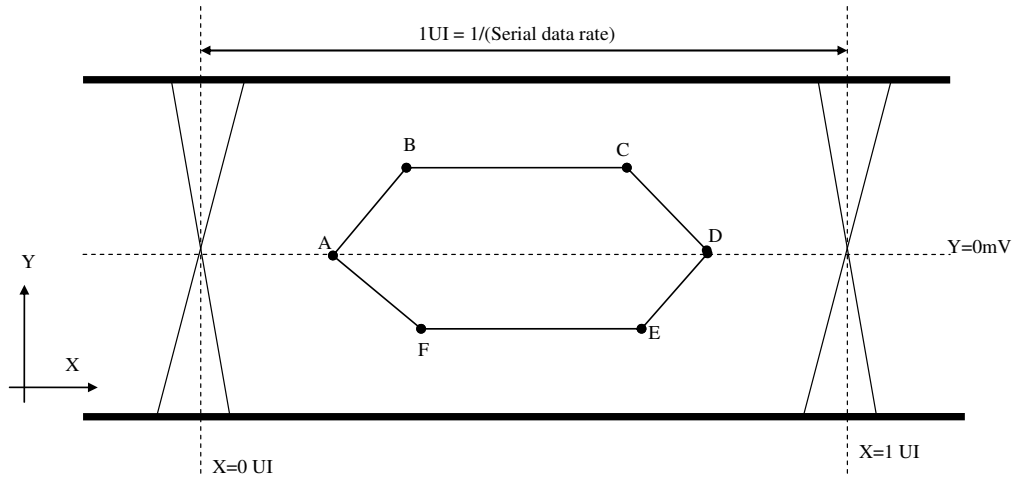 1UI = 1/(Serial data rate)
B
C
A
D
Y=0mV
Y
X
F
E
X=0 UI
X=1 UI